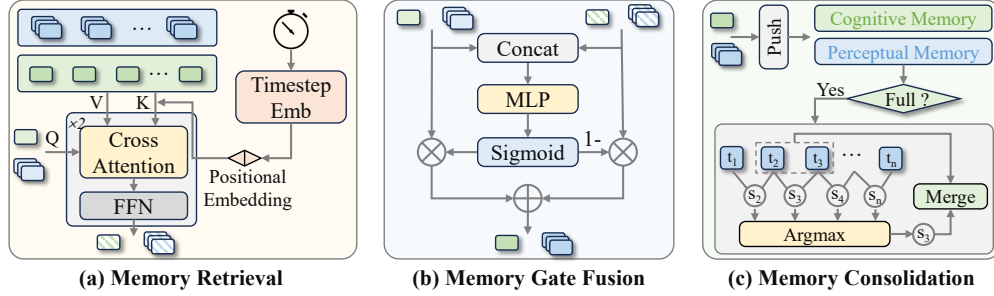 ...
...
V
K
Timestep
Emb
×2
Q
Cross
Attention
FFN
Positional
Embedding
(a) Memory Retrieval
Concat
MLP
Sigmoid
1-
(b) Memory Gate Fusion
Push
Cognitive Memory
Perceptual Memory
Yes
Full ?
t1
t2
t3
...
tn
s2
s3
s4
sn
Merge
Argmax
s3
(c) Memory Consolidation